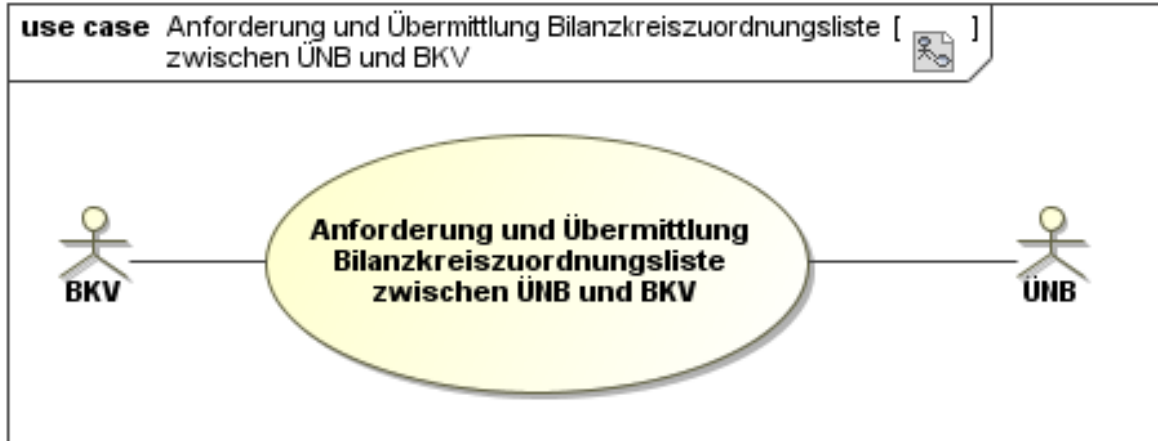 use case Anforderung und Übermittlung Bilanzkreiszuordnungsliste [ ]
zwischen ÜNB und BKV
Anforderung und Übermittlung
Bilanzkreiszuordnungsliste
zwischen ÜNB und BKV
BKV
ÜNB